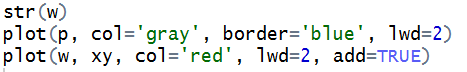 str(w)
plot(p, col='gray', border='blue', lwd=2)
plot(w, xy, col='red', lwd=2, add=TRUE)